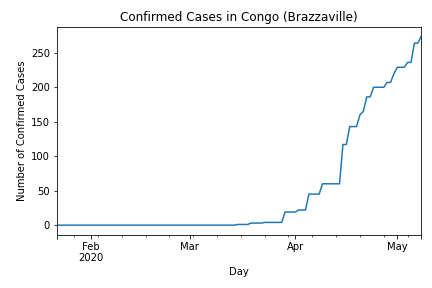 Confirmed Cases in Congo (Brazzaville)
Number of Confirmed Cases
250
200
150
100
50
0
Feb Mar Apr May
2020
Day